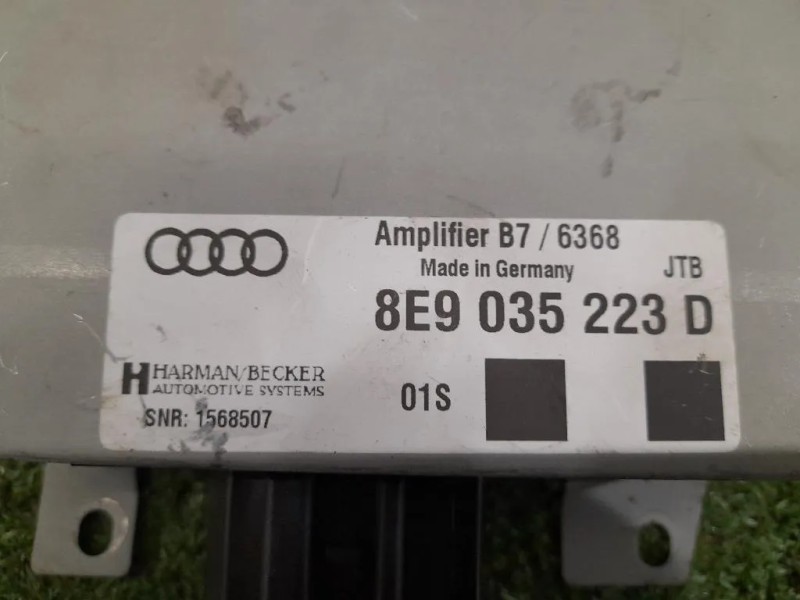 Amplifier B7 / 6368
Made in Germany
JTB
8E9 035 223 D
HARMAN/BECKER
AUTOMOTIVE SYSTEMS
01S
SNR: 1568507